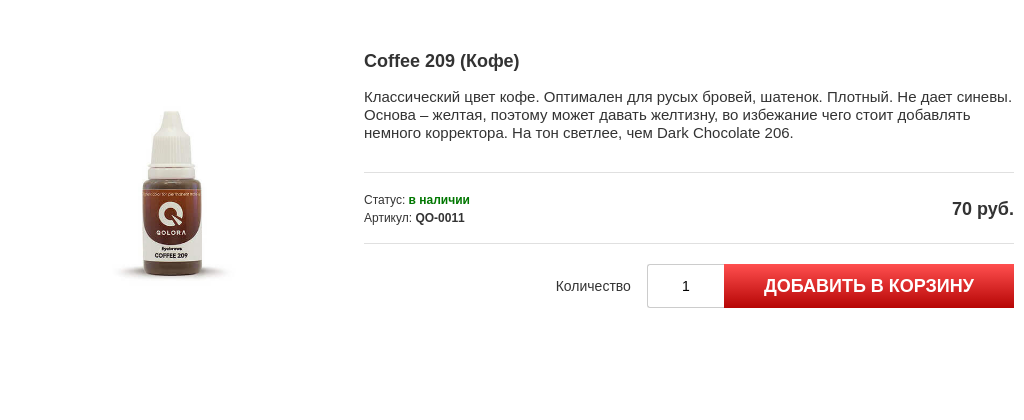 Coffee 209 (Кофе)
Классический цвет кофе. Оптимален для русых бровей, шатенок. Плотный. Не дает синевы.
Основа – желтая, поэтому может давать желтизну, во избежание чего стоит добавлять
немного корректора. На тон светлее, чем Dark Chocolate 206.
QOLORA
Eyebrows
COFFEE 209
Статус: в наличии
Артикул: QO-0011
70 руб.
Количество
1
ДОБАВИТЬ В КОРЗИНУ